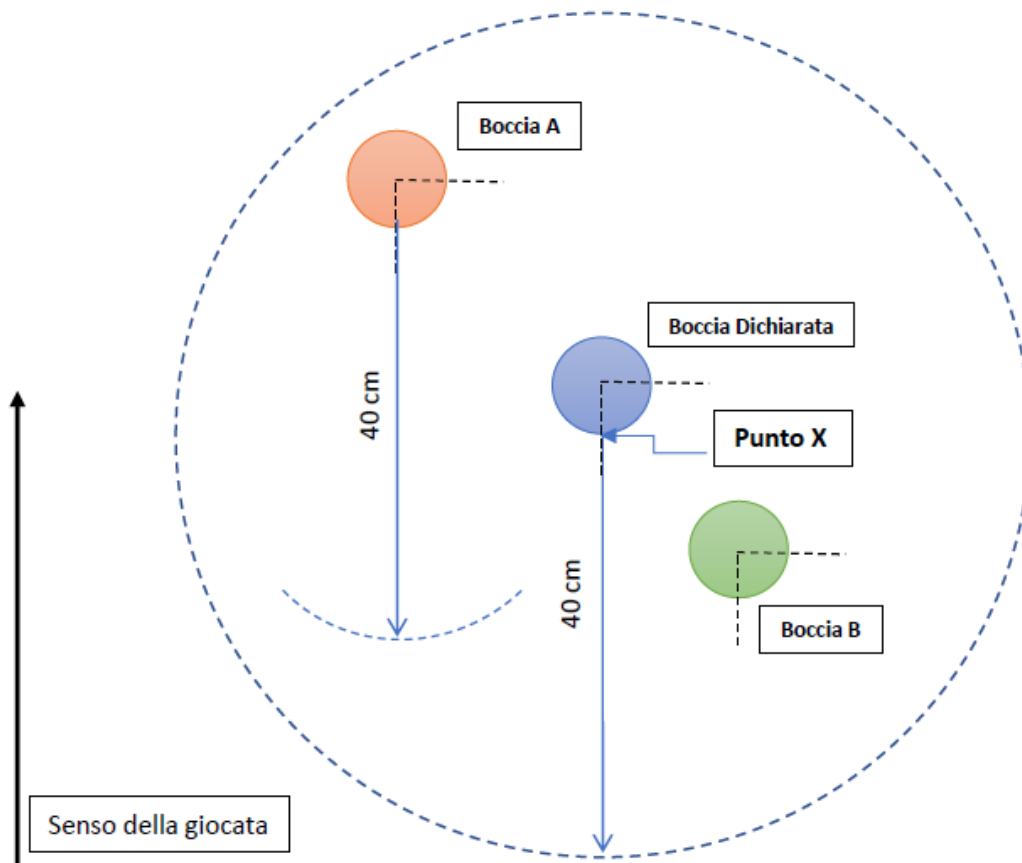 Boccia A
Boccia Dichiarata
40 cm
Punto X
40 cm
Boccia B
Senso della giocata